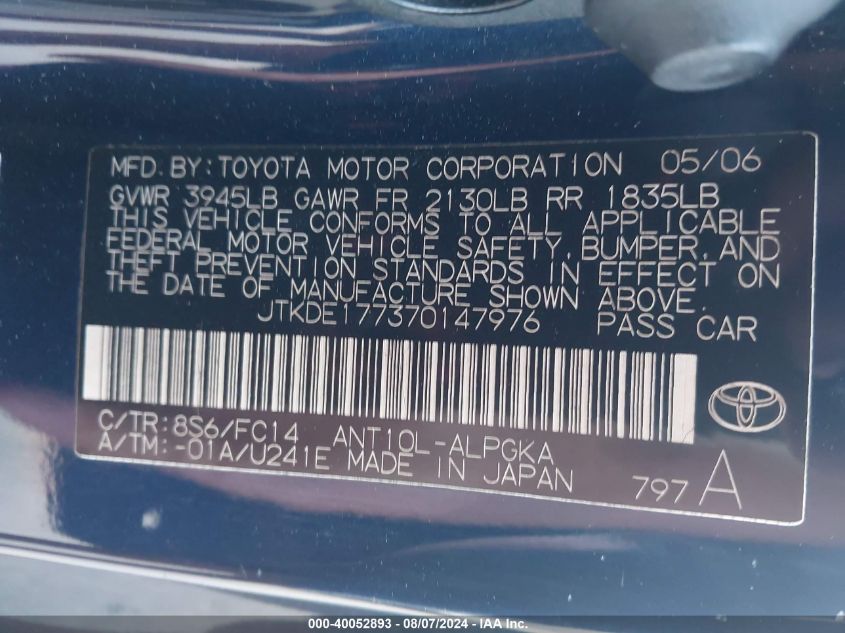 MFD. BY: TOYOTA MOTOR CORPORATION 05/06
GVWR 3945LB GAWR FR 2130LB RR 1835LB
THIS VEHICLE CONFORMS TO ALL APPLICABLE
FEDERAL MOTOR VEHICLE SAFETY, BUMPER, AND
THEFT PREVENTION STANDARDS IN EFFECT ON
THE DATE OF MANUFACTURE SHOWN ABOVE.
JTKDE177370147976 PASS CAR
C/TR: 8S6/FC14 ANT10L-ALPGKA
A/TM: -01A/U241E MADE IN JAPAN
797 A
000-40052893 - 08/07/2024 - IAA Inc.